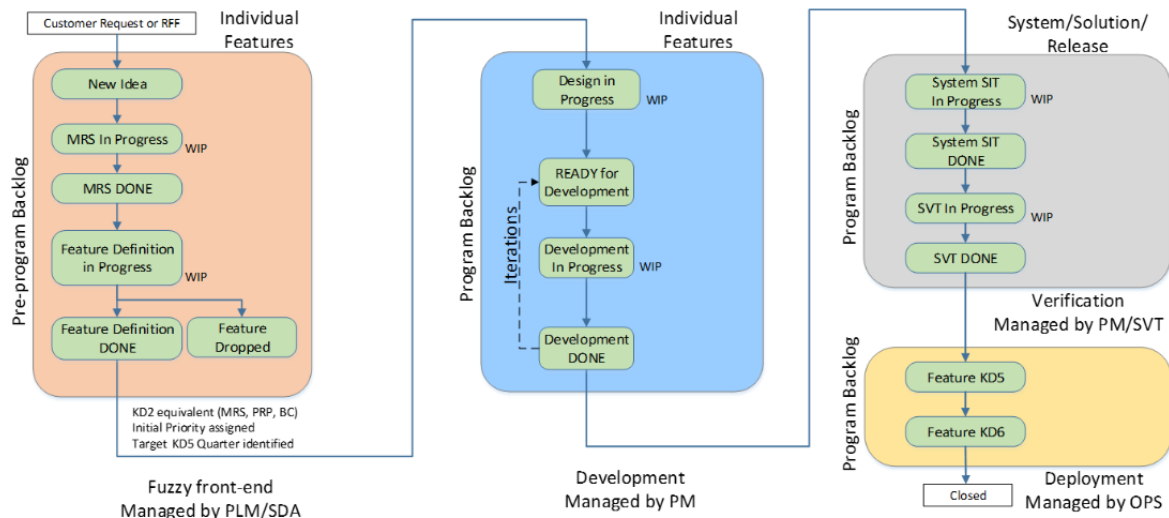 Customer Request or RFF
Individual
Features
Pre-program Backlog
New Idea
MRS In Progress
WIP
MRS DONE
Feature Definition
in Progress
WIP
Feature Definition
DONE
Feature
Dropped
KD2 equivalent (MRS, PRP, BC)
Initial Priority assigned
Target KD5 Quarter identified
Fuzzy front-end
Managed by PLM/SDA
Individual
Features
Program Backlog
Design in
Progress
WIP
READY for
Development
Iterations
Development
In Progress
WIP
Development
DONE
Development
Managed by PM
System/Solution/
Release
Program Backlog
System SIT
In Progress
WIP
System SIT
DONE
SVT In Progress
WIP
SVT DONE
Verification
Managed by PM/SVT
Program Backlog
Feature KD5
Feature KD6
Closed
Deployment
Managed by OPS